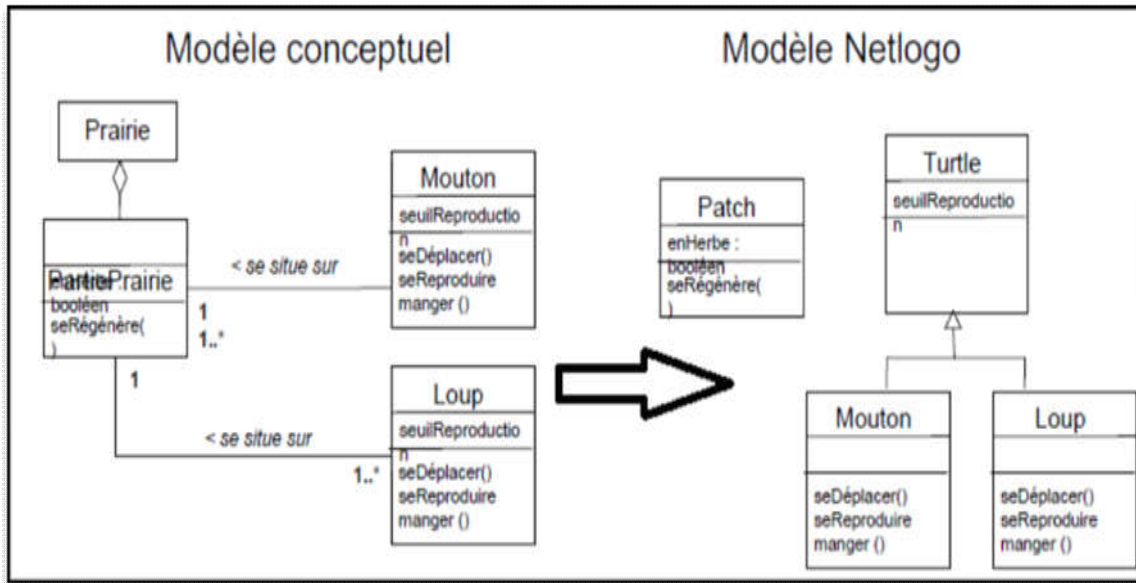 Modèle conceptuel
Modèle Netlogo
Prairie
PartiePrairie
booléen
seRégénère(
)
< se situe sur
1
1..*
Mouton
seuilReproductio
n
seDéplacer()
seReproduire
manger ()
1
< se situe sur
1..*
Loup
seuilReproductio
n
seDéplacer()
seReproduire
manger ()
Patch
enHerbe :
booléen
seRégénère(
)
Turtle
seuilReproductio
n
Mouton
seDéplacer()
seReproduire
manger ()
Loup
seDéplacer()
seReproduire
manger ()